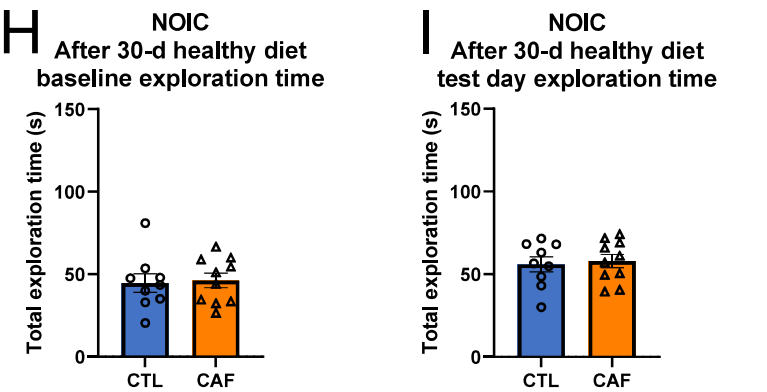 H
NOIC
After 30-d healthy diet
baseline exploration time
Total exploration time (s)
150
100
50
0
CTL CAF
I
NOIC
After 30-d healthy diet
test day exploration time
Total exploration time (s)
150
100
50
0
CTL CAF